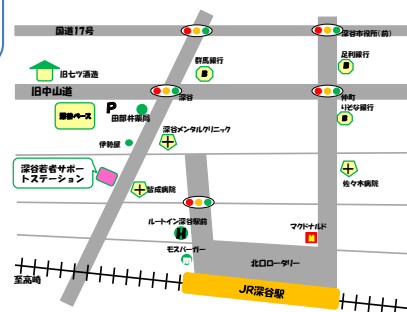 国道17号
深谷市役所(前)
群馬銀行
B
足利銀行
B
旧七ツ酒造
旧中山道
深谷
仲町
りそな銀行
B
深谷ベース
P
田部井薬局
深谷メンタルクリニック
伊勢屋
深谷若者サポー
トステーション
皆成病院
佐々木病院
ルートイン深谷駅前
H
マクドナルド
M
モスバーガー
北口ロータリー
至高崎
JR深谷駅